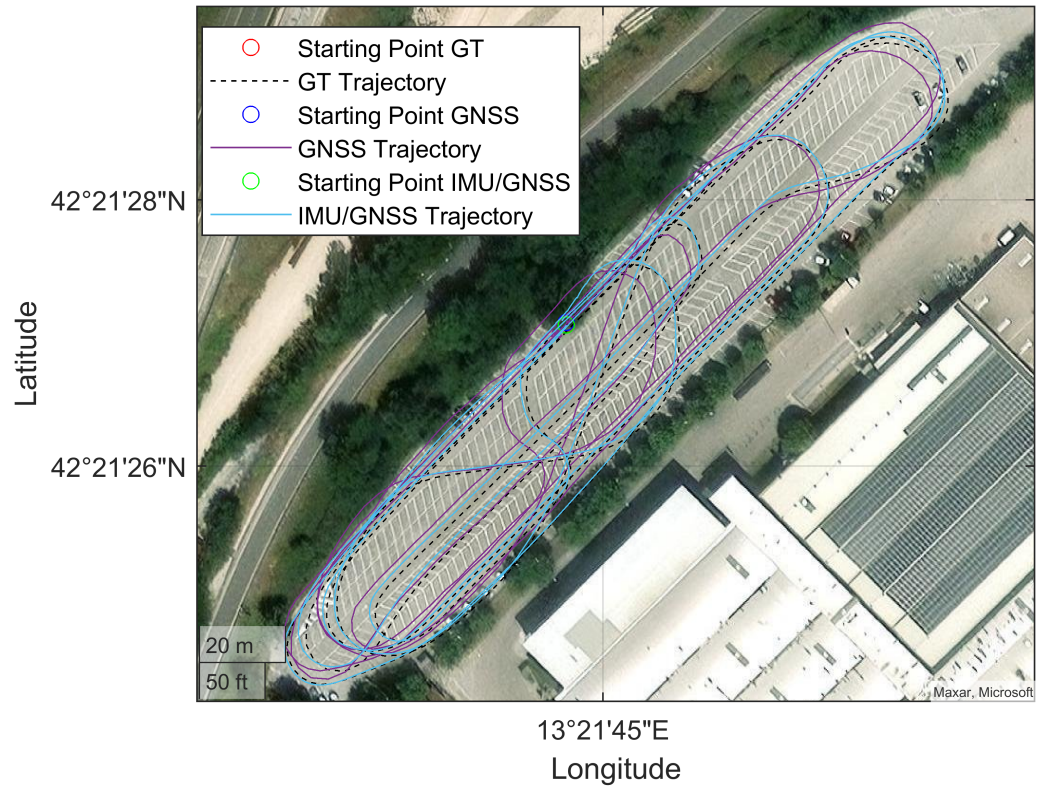 Starting Point GT
GT Trajectory
Starting Point GNSS
GNSS Trajectory
Starting Point IMU/GNSS
IMU/GNSS Trajectory
42°21'28"N
42°21'26"N
Latitude
20 m
50 ft
Maxar, Microsoft
13°21'45"E
Longitude